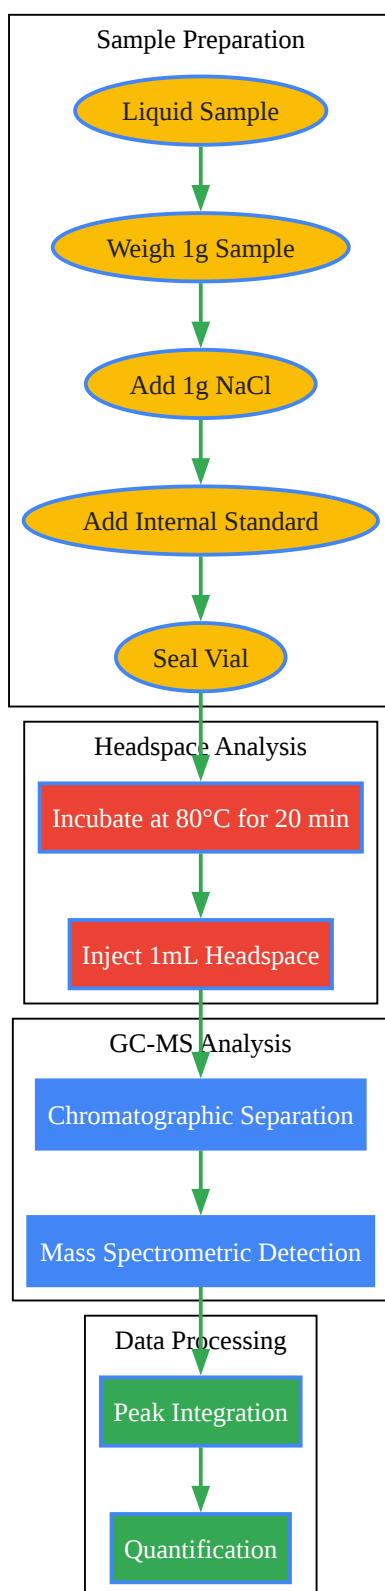 Sample Preparation
Liquid Sample
Weigh 1g Sample
Add 1g NaCl
Add Internal Standard
Seal Vial
Headspace Analysis
Incubate at 80°C for 20 min
Inject 1mL Headspace
GC-MS Analysis
Chromatographic Separation
Mass Spectrometric Detection
Data Processing
Peak Integration
Quantification